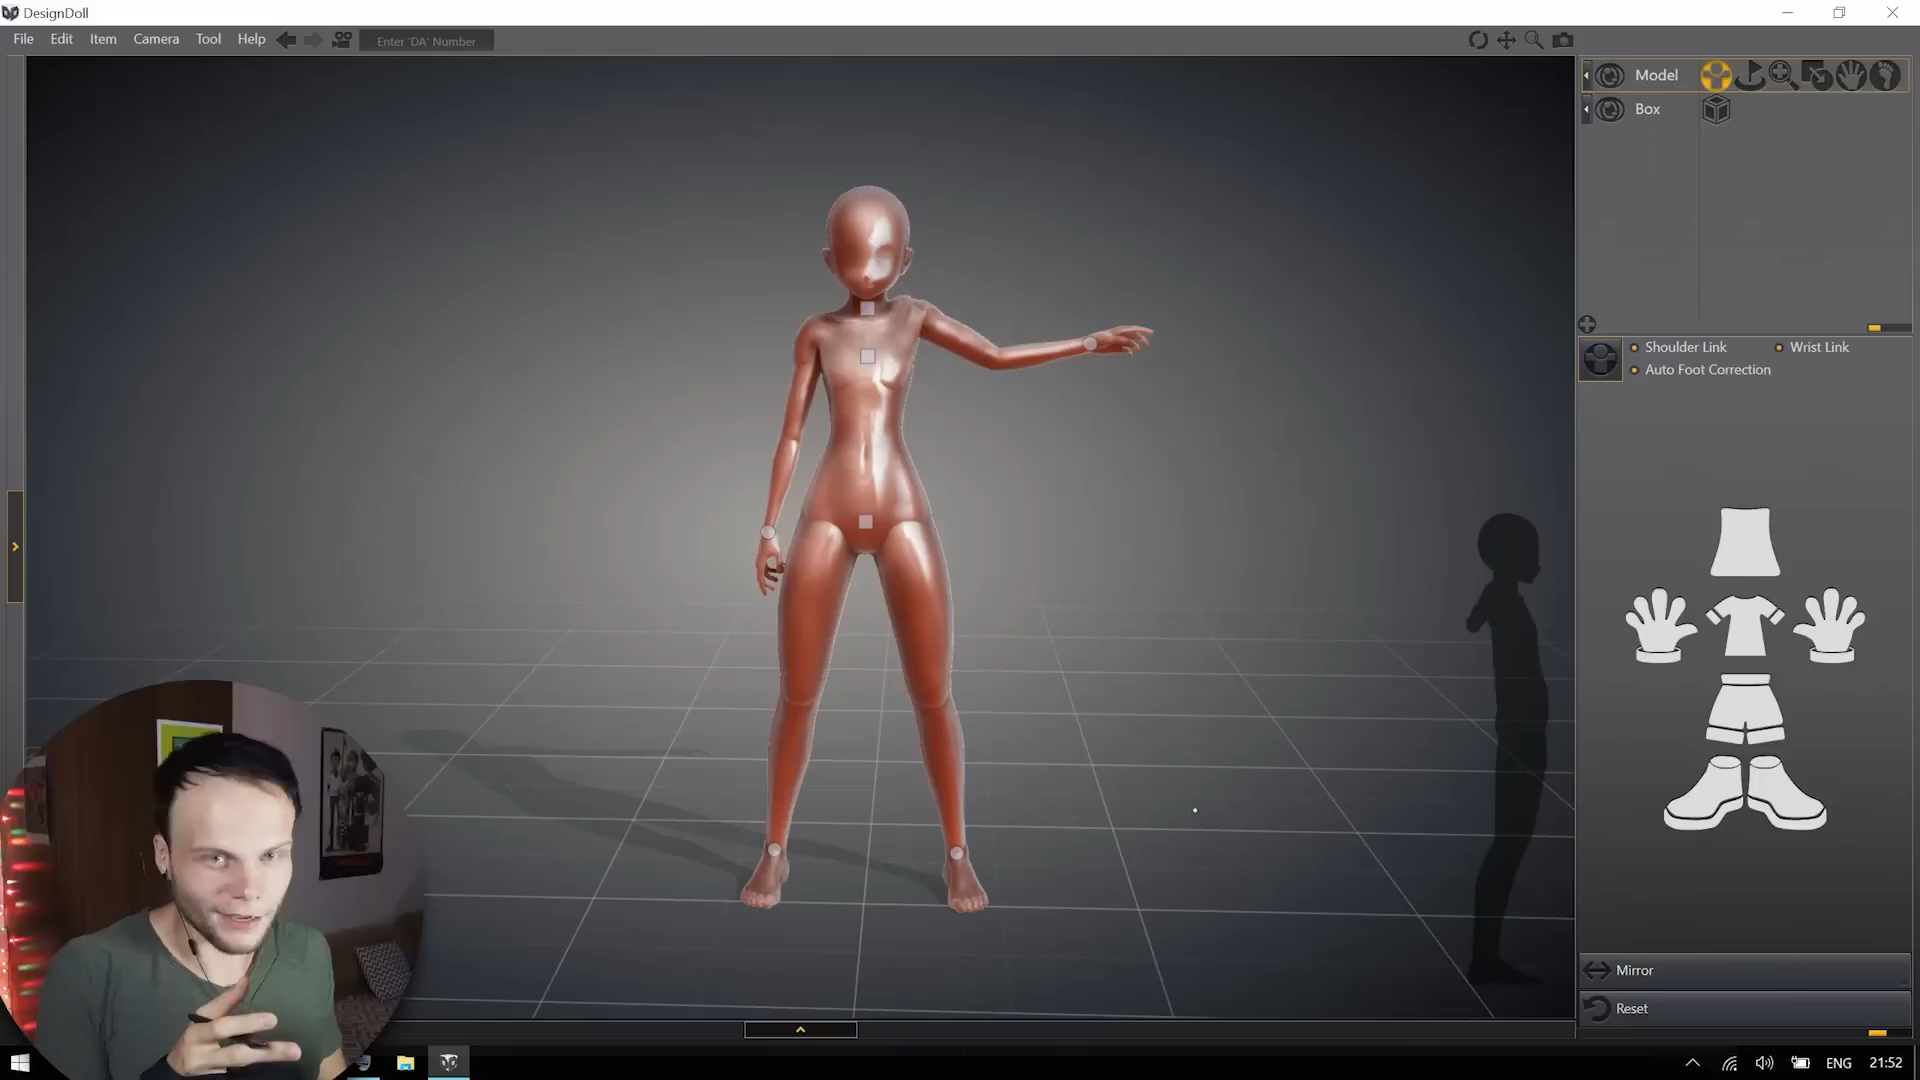 DesignDoll
File Edit Item Camera Tool Help Enter 'DA' Number
Model
Box
Shoulder Link Wrist Link
Auto Foot Correction
Mirror
Reset
ENG 21:52